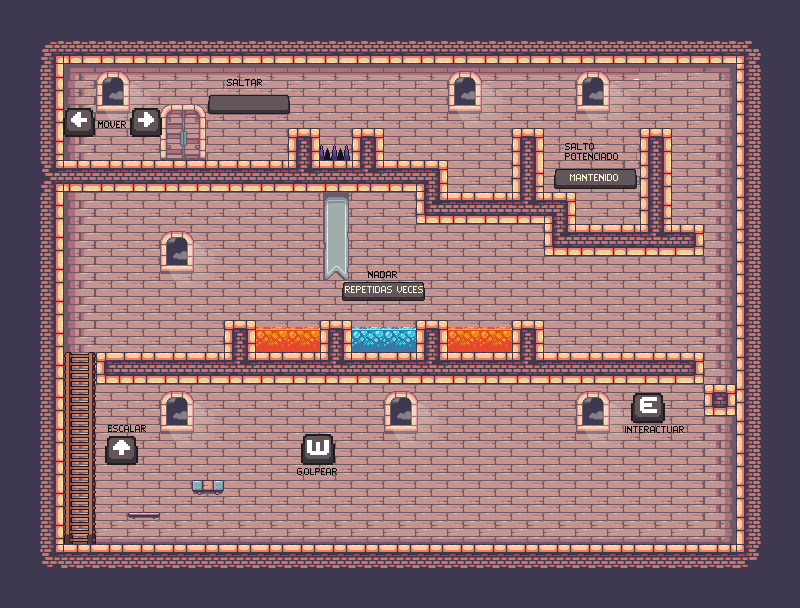 SALTAR
MOVER
SALTO
POTENCIADO
MANTENIDO
NADAR
REPETIDAS VECES
E
INTERACTUAR
ESCALAR
W
GOLPEAR